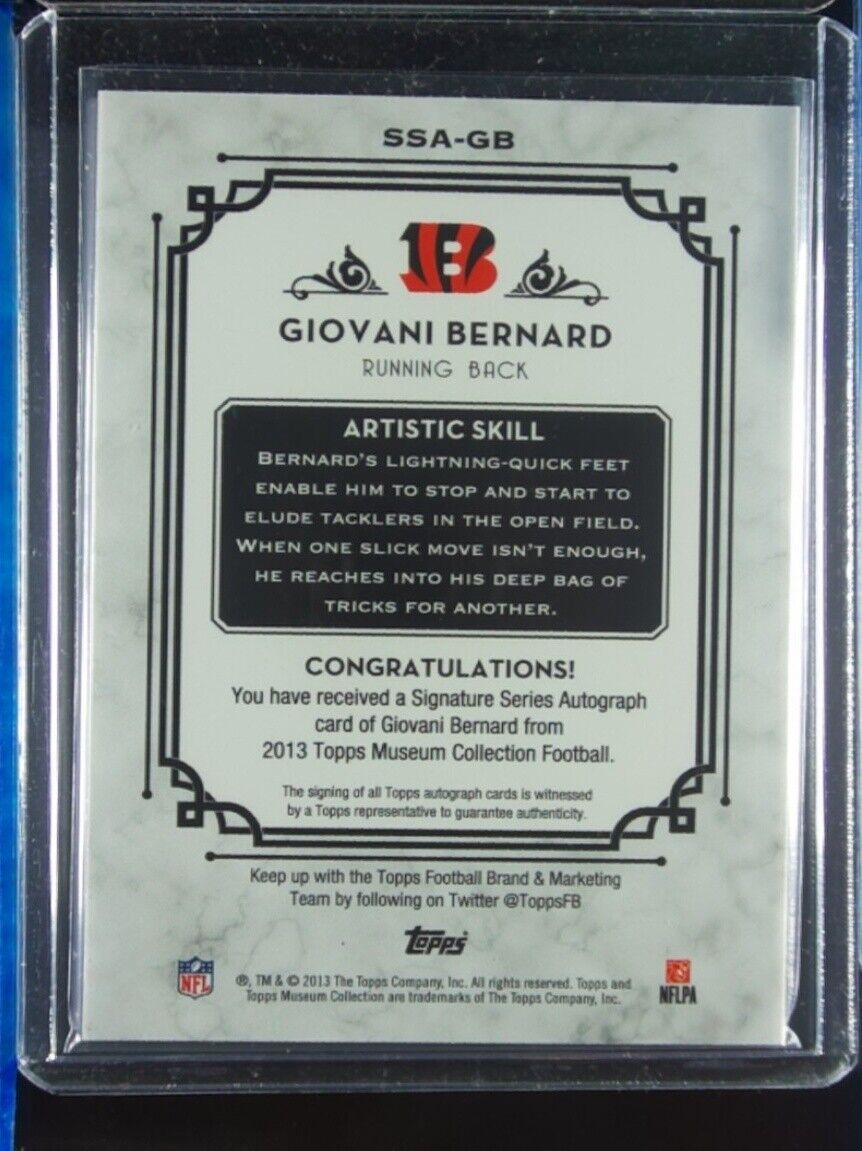 SSA-GB
B
GIOVANI BERNARD
RUNNING BACK
ARTISTIC SKILL
BERNARD'S LIGHTNING-QUICK FEET
ENABLE HIM TO STOP AND START TO
ELUDE TACKLERS IN THE OPEN FIELD.
WHEN ONE SLICK MOVE ISN'T ENOUGH,
HE REACHES INTO HIS DEEP BAG OF
TRICKS FOR ANOTHER.
CONGRATULATIONS!
You have received a Signature Series Autograph
card of Giovani Bernard from
2013 Topps Museum Collection Football.
The signing of all Topps autograph cards is witnessed
by a Topps representative to guarantee authenticity.
Keep up with the Topps Football Brand & Marketing
Team by following on Twitter @ToppsFB
topps
NFL
®, TM & © 2013 The Topps Company, Inc. All rights reserved. Topps and
Topps Museum Collection are trademarks of The Topps Company, Inc.
NFLPA